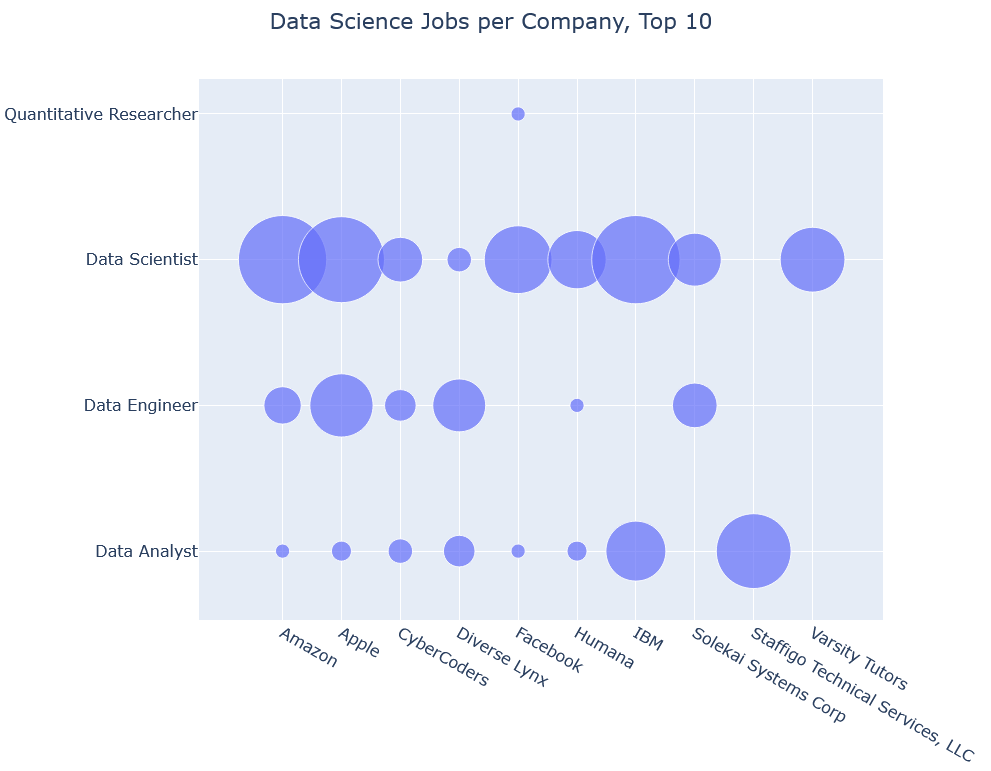 Data Science Jobs per Company, Top 10
Quantitative Researcher
Data Scientist
Data Engineer
Data Analyst
Amazon
Apple
CyberCoders
Diverse Lynx
Facebook
Humana
IBM
Solekai Systems Corp
Staffigo Technical Services, LLC
Varsity Tutors